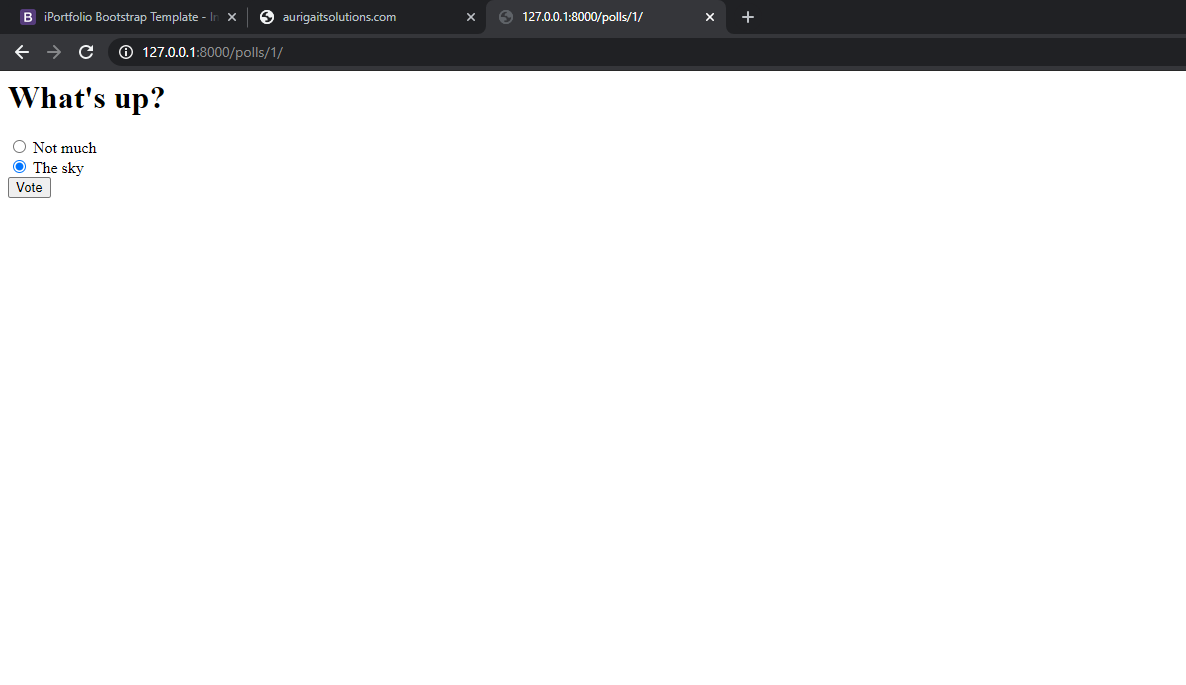 B iPortfolio Bootstrap Template - In
aurigaitsolutions.com
127.0.0.1:8000/polls/1/
127.0.0.1:8000/polls/1/
What's up?
Not much
The sky
Vote